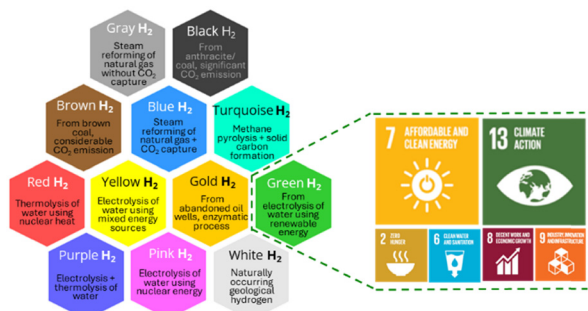 Gray H₂
Steam
reforming of
natural gas
without CO₂
capture
Black H₂
From
anthracite/
coal, significant
CO₂ emission
Brown H₂
From brown
coal,
considerable
CO₂ emission
Blue H₂
Steam
reforming of
natural gas +
CO₂ capture
Turquoise H₂
Methane
pyrolysis + solid
carbon
formation
Red H₂
Thermolysis of
water using
nuclear heat
Yellow H₂
Electrolysis of
water using
mixed energy
sources
Gold H₂
From
abandoned oil
wells, enzymatic
process
Green H₂
From
electrolysis of
water using
renewable
energy
Purple H₂
Electrolysis +
thermolysis of
water
Pink H₂
Electrolysis of
water using
nuclear energy
White H₂
Naturally
occurring
geological
hydrogen
7 AFFORDABLE AND
CLEAN ENERGY
13 CLIMATE
ACTION
2 ZERO
HUNGER
6 CLEAN WATER
AND SANITATION
8 DECENT WORK AND
ECONOMIC GROWTH
9 INDUSTRY, INNOVATION
AND INFRASTRUCTURE